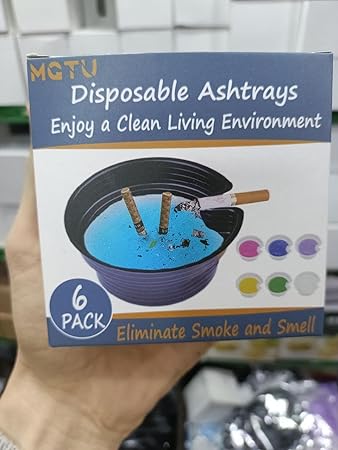 MGTU
Disposable Ashtrays
Enjoy a Clean Living Environment
6
PACK
Eliminate Smoke and Smell